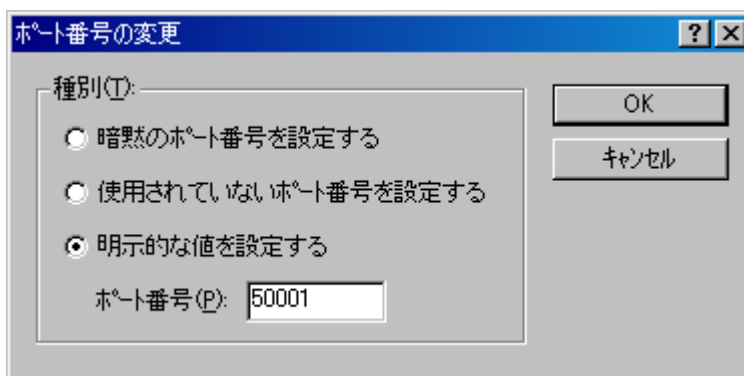 ポート番号の変更
種別(T):
暗黙のポート番号を設定する
使用されていないポート番号を設定する
明示的な値を設定する
ポート番号(P): 50001
OK
キャンセル